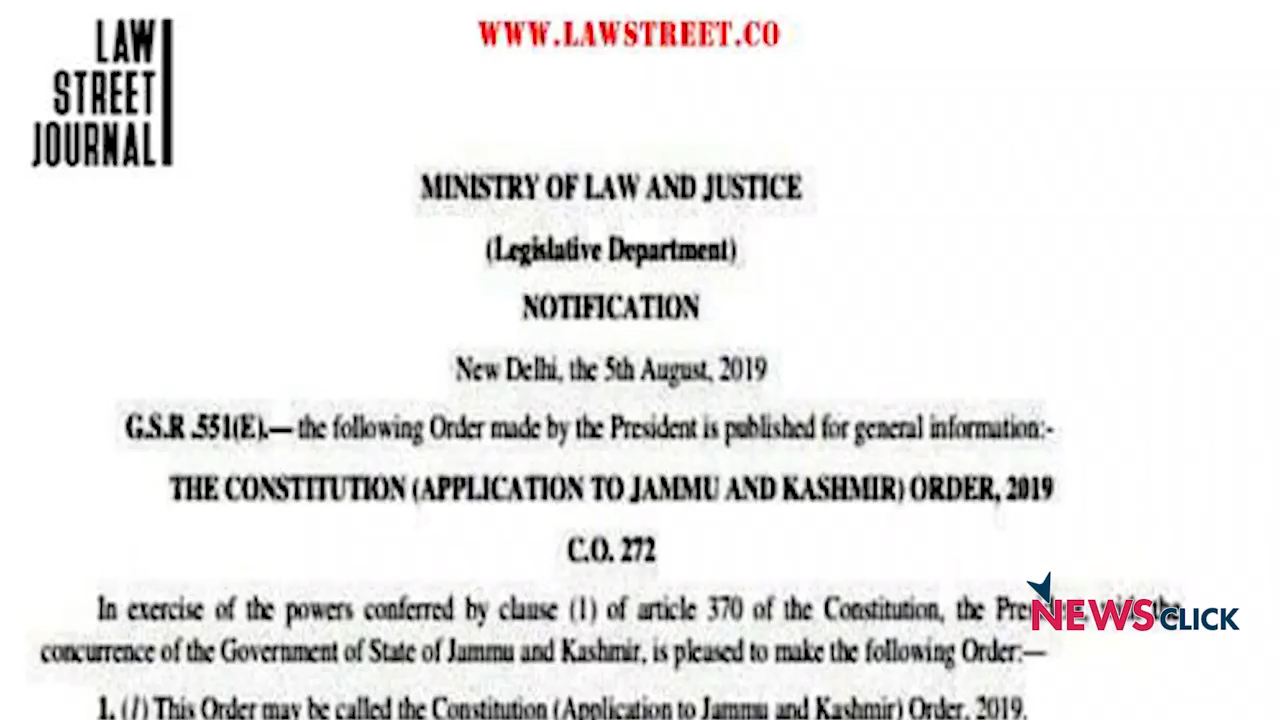 LAW
STREET
JOURNAL
WWW.LAWSTREET.CO
MINISTRY OF LAW AND JUSTICE
(Legislative Department)
NOTIFICATION
New Delhi, the 5th August, 2019
G.S.R .551(E).— the following Order made by the President is published for general information:-
THE CONSTITUTION (APPLICATION TO JAMMU AND KASHMIR) ORDER, 2019
C.O. 272
In exercise of the powers conferred by clause (1) of article 370 of the Constitution, the
concurrence of the Government of State of Jammu and Kashmir, is pleased to make the following Order:—
1. (1) This Order may be called the Constitution (Application to Jammu and Kashmir) Order, 2019.
NEWSCLICK